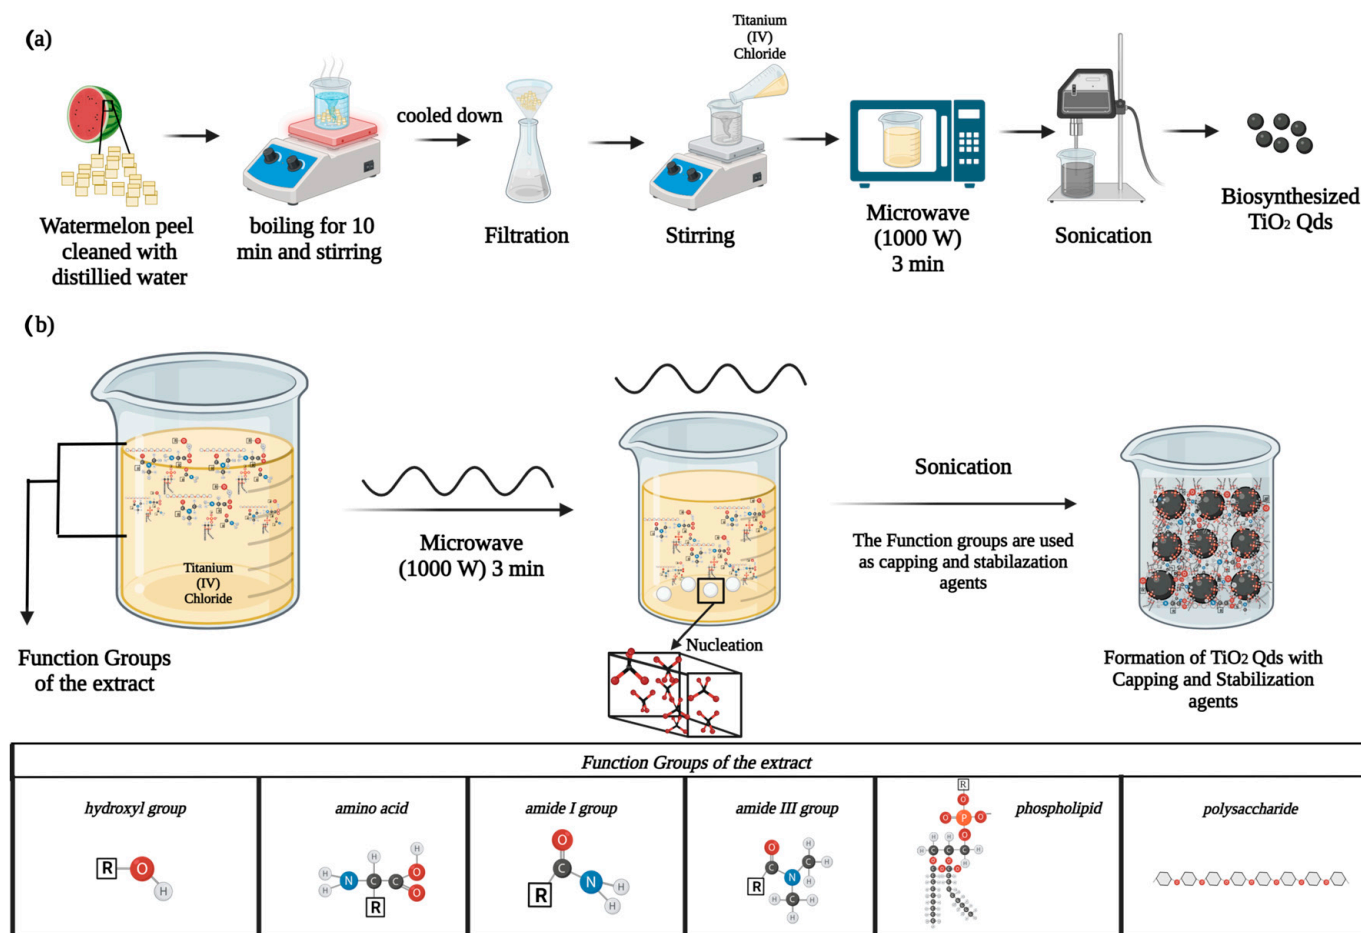 (a)
Titanium
(IV)
Chloride
cooled down
Watermelon peel
cleaned with
distillied water
boiling for 10
min and stirring
Filtration
Stirring
Microwave
(1000 W)
3 min
Sonication
Biosynthesized
TiO₂ Qds
(b)
Titanium
(IV)
Chloride
Function Groups
of the extract
Microwave
(1000 W) 3 min
Nucleation
Sonication
The Function groups are used
as capping and stabilazation
agents
Formation of TiO₂ Qds with
Capping and Stabilization
agents
Function Groups of the extract
hydroxyl group
R O H
amino acid
H H
H N C C O
H R O
amide I group
O
C
R N H
H
amide III group
O H
C C H
R N H
C
H H
H
phospholipid
R
O
O P O
O
H H
H C C C H
O O O H
polysaccharide